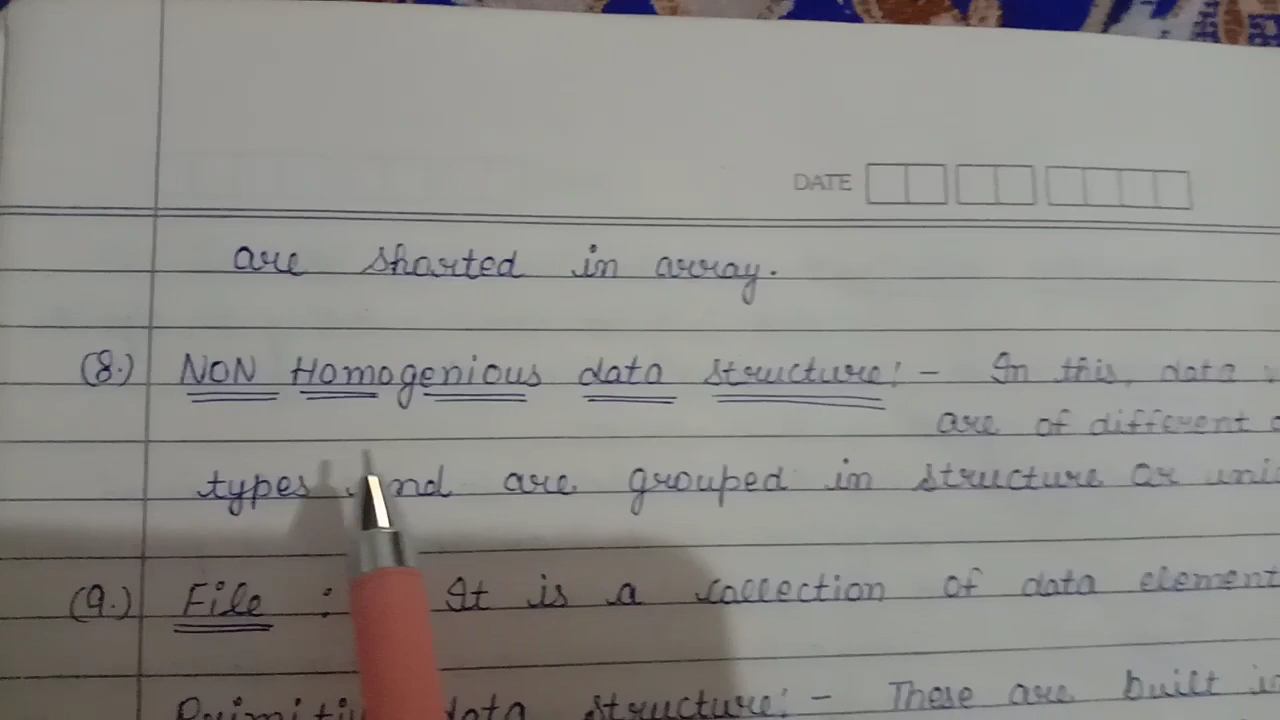 DATE
are sharted in array.
(8.) NON Homogenious data structure:- In this, data
are of different
types and are grouped in structure or
(9.) File : It is a collection of data element
data structure:- These are built